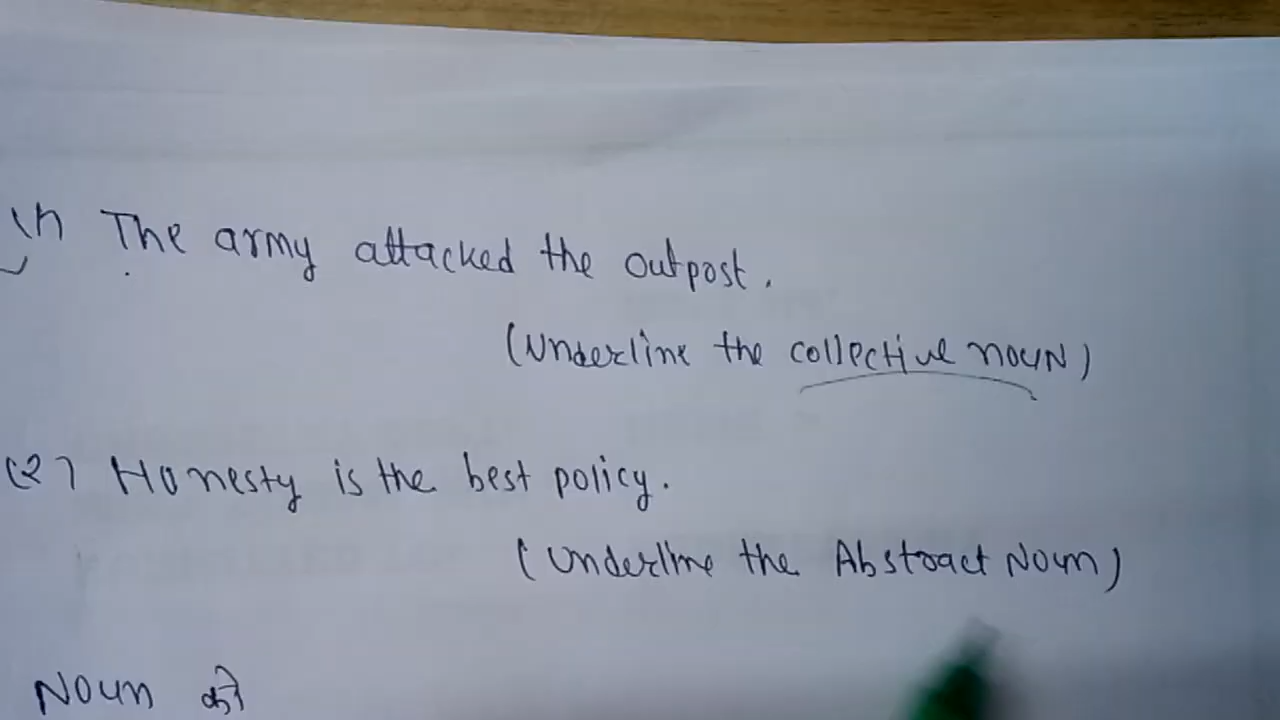 (1) The army attacked the outpost.
(Underline the collective noun)
(2) Honesty is the best policy.
(Underline the Abstract Noun)
Noun को